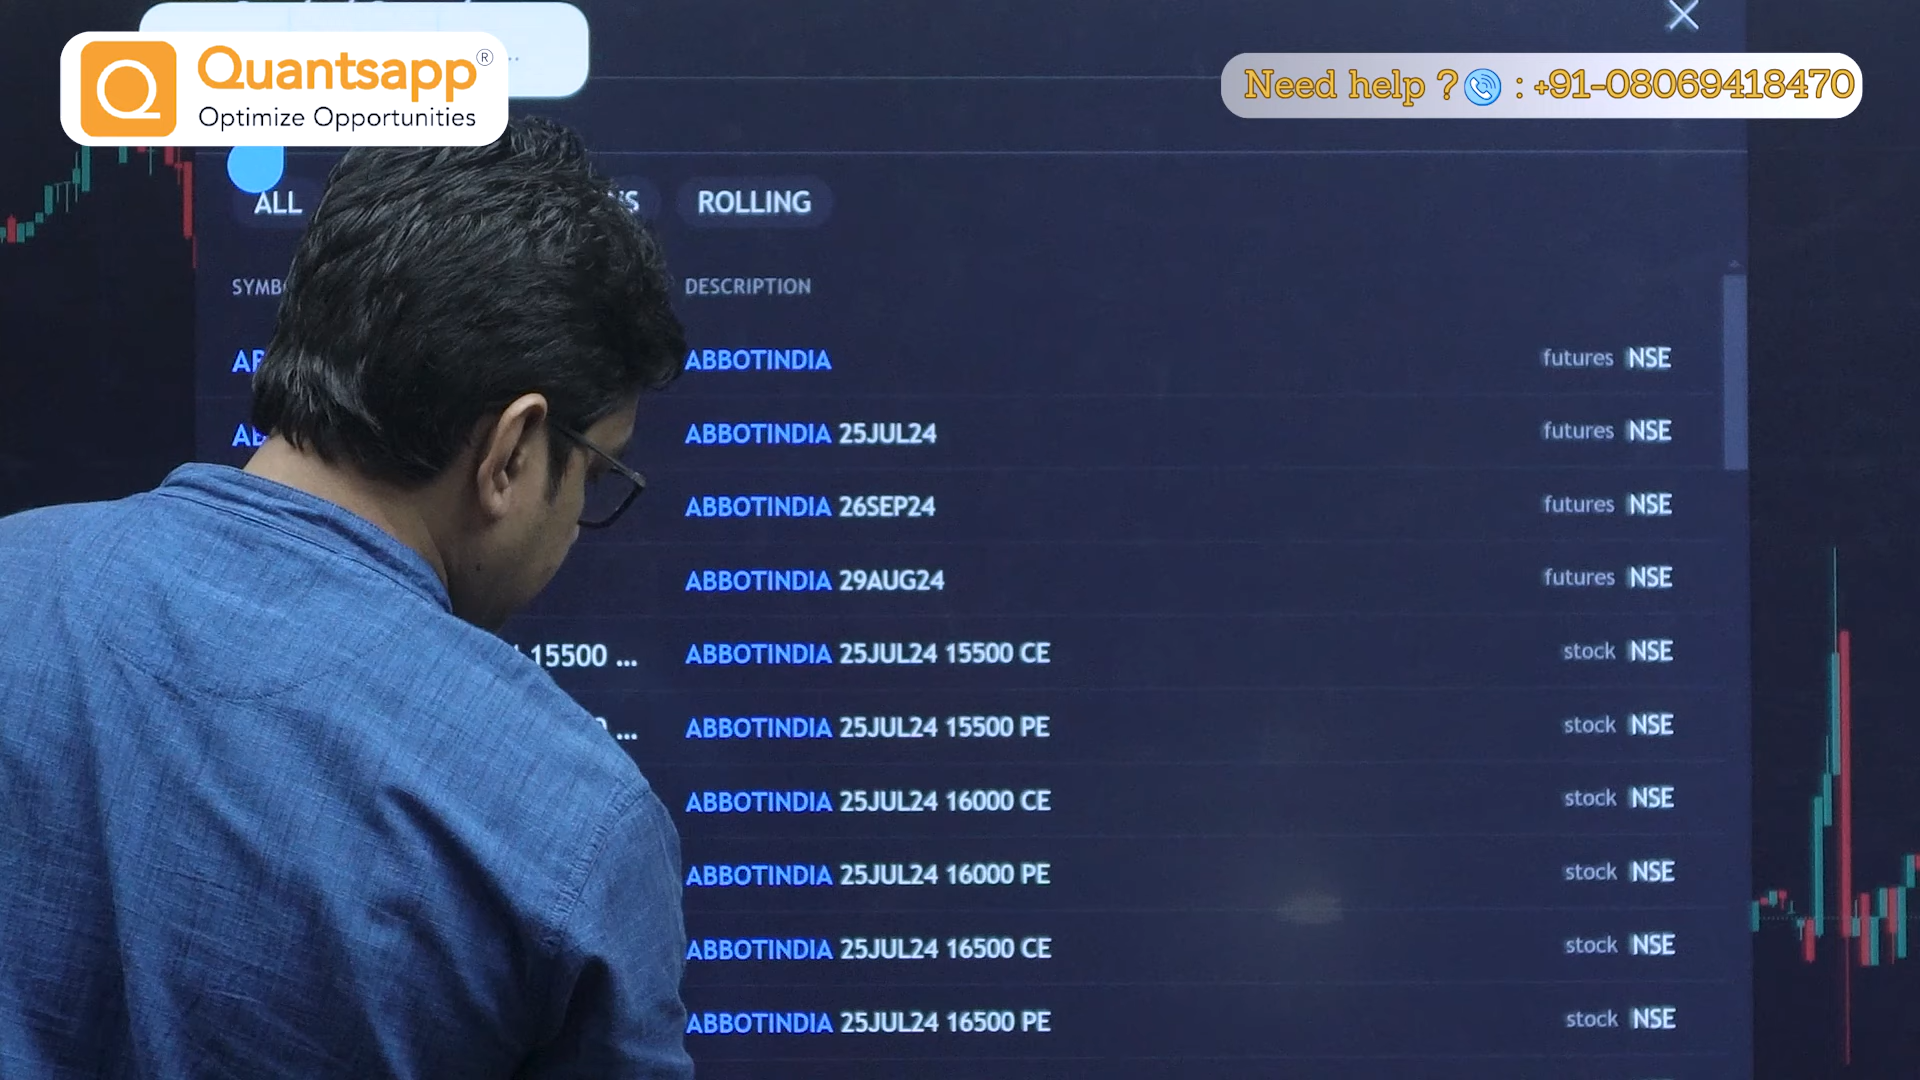 Quantsapp®
Optimize Opportunities
Need help ? : +91-08069418470
ALL ROLLING
DESCRIPTION
ABBOTINDIA futures NSE
ABBOTINDIA 25JUL24 futures NSE
ABBOTINDIA 26SEP24 futures NSE
ABBOTINDIA 29AUG24 futures NSE
15500 ... ABBOTINDIA 25JUL24 15500 CE stock NSE
... ABBOTINDIA 25JUL24 15500 PE stock NSE
ABBOTINDIA 25JUL24 16000 CE stock NSE
ABBOTINDIA 25JUL24 16000 PE stock NSE
ABBOTINDIA 25JUL24 16500 CE stock NSE
ABBOTINDIA 25JUL24 16500 PE stock NSE